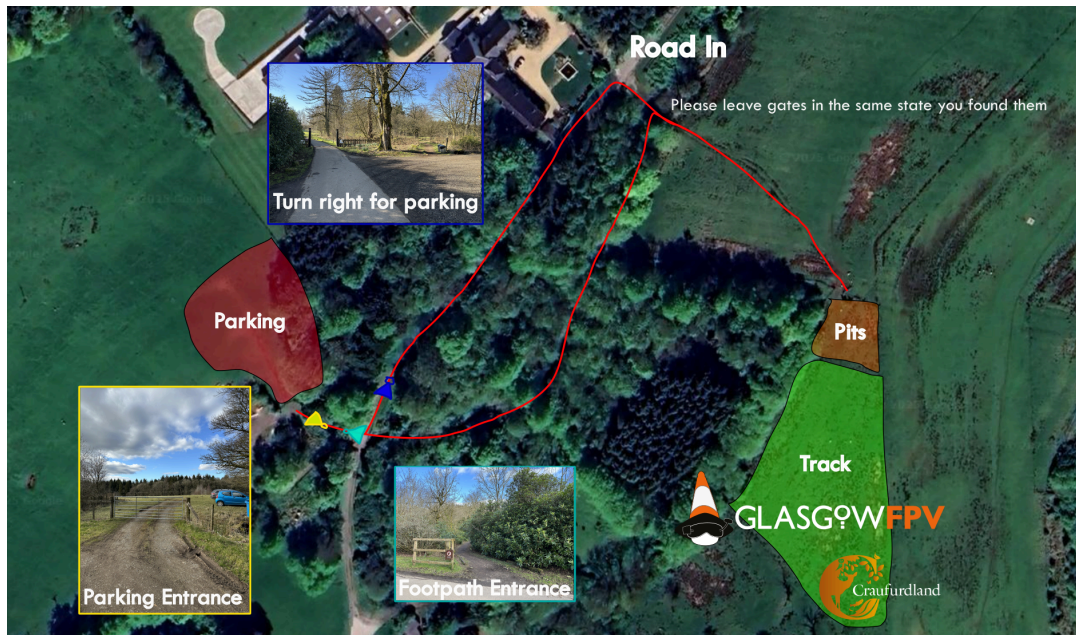 Road In
Please leave gates in the same state you found them
Turn right for parking
Parking
Pits
Parking Entrance
Footpath Entrance
Track
GLASGOWFPV
Craufurdland